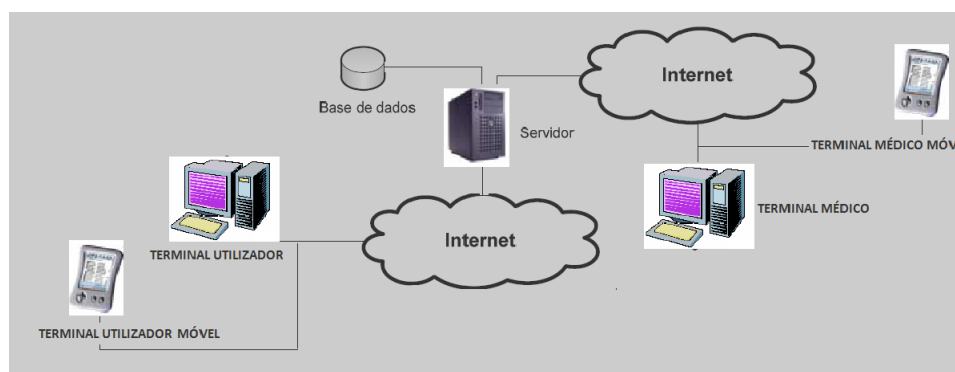 Internet
Base de dados
Servidor
TERMINAL MÉDICO MÓV
TERMINAL MÉDICO
TERMINAL UTILIZADOR
Internet
TERMINAL UTILIZADOR MÓVEL